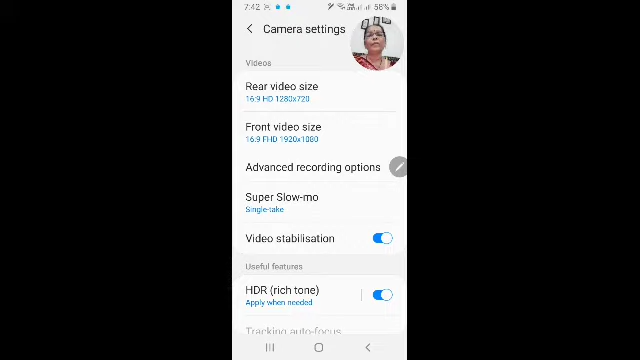 7:42 58%
Camera settings
Videos
Rear video size
16:9 HD 1280x720
Front video size
16:9 FHD 1920x1080
Advanced recording options
Super Slow-mo
Single-take
Video stabilisation
Useful features
HDR (rich tone)
Apply when needed
Tracking auto-focus